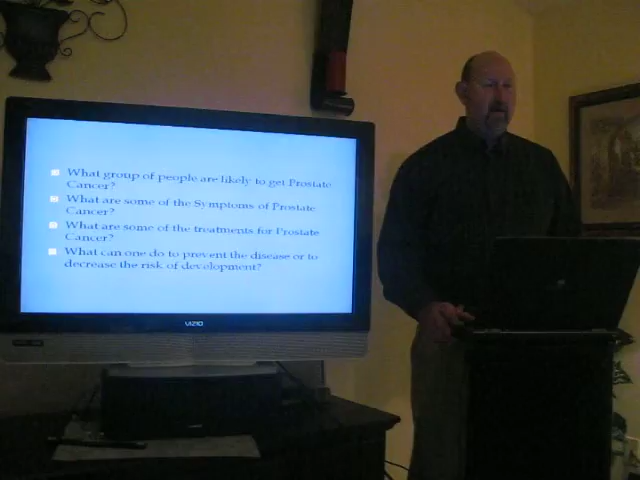 What group of people are likely to get Prostate
Cancer?
What are some of the Symptoms of Prostate
Cancer?
What are some of the treatments for Prostate
Cancer?
What can one do to prevent the disease or to
decrease the risk of development?
VIZIO